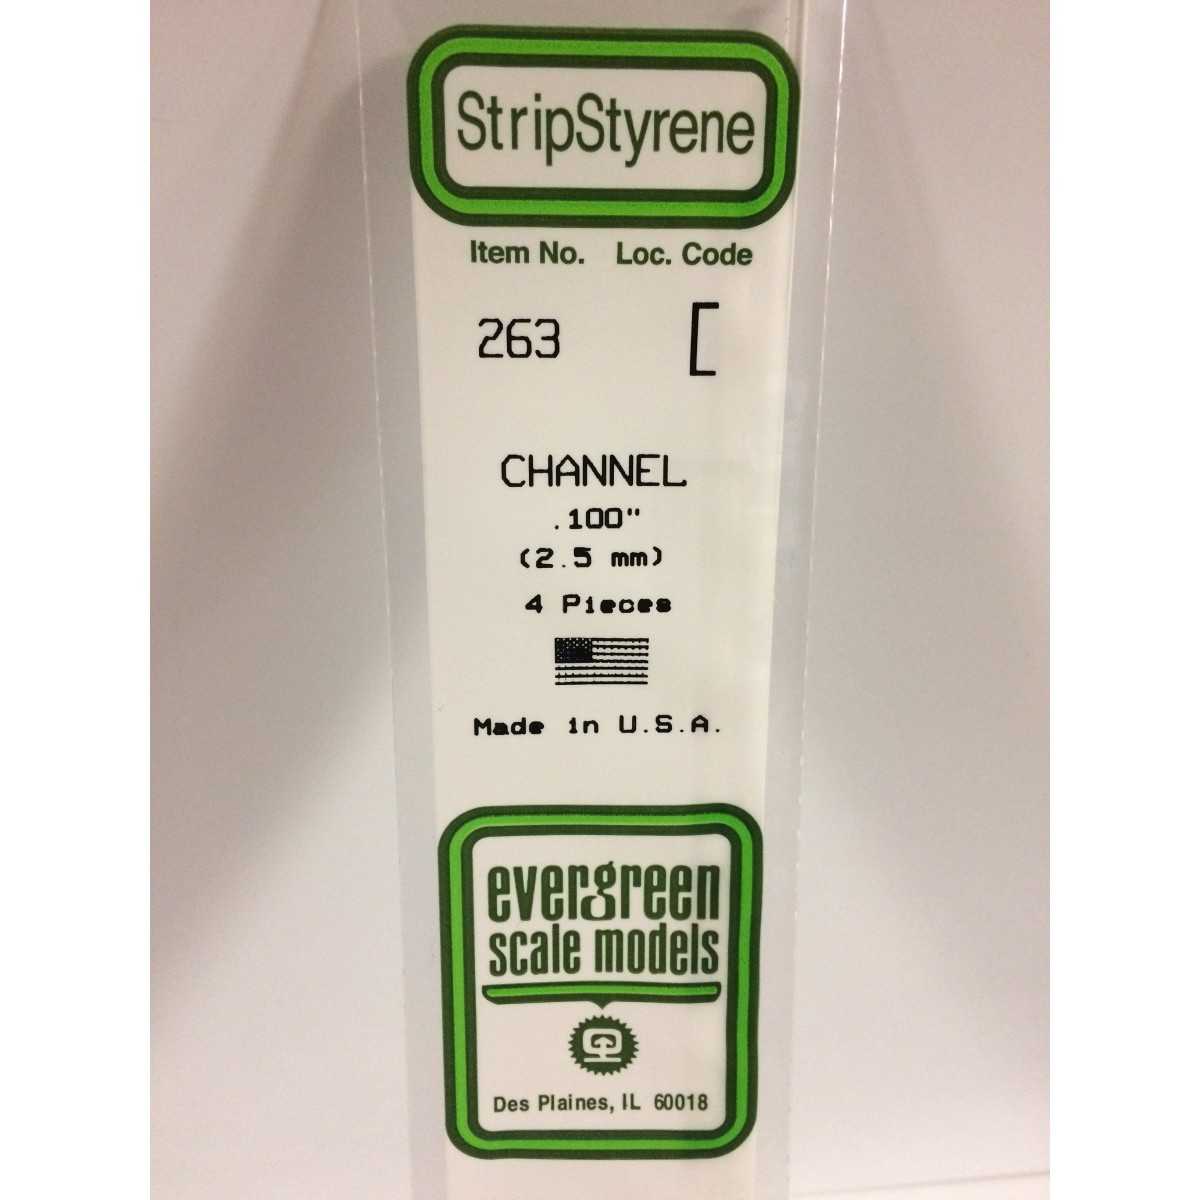 StripStyrene
Item No. Loc. Code
263 [
CHANNEL
.100"
(2.5 mm)
4 Pieces
Made in U.S.A.
evergreen
scale models
Des Plaines, IL 60018